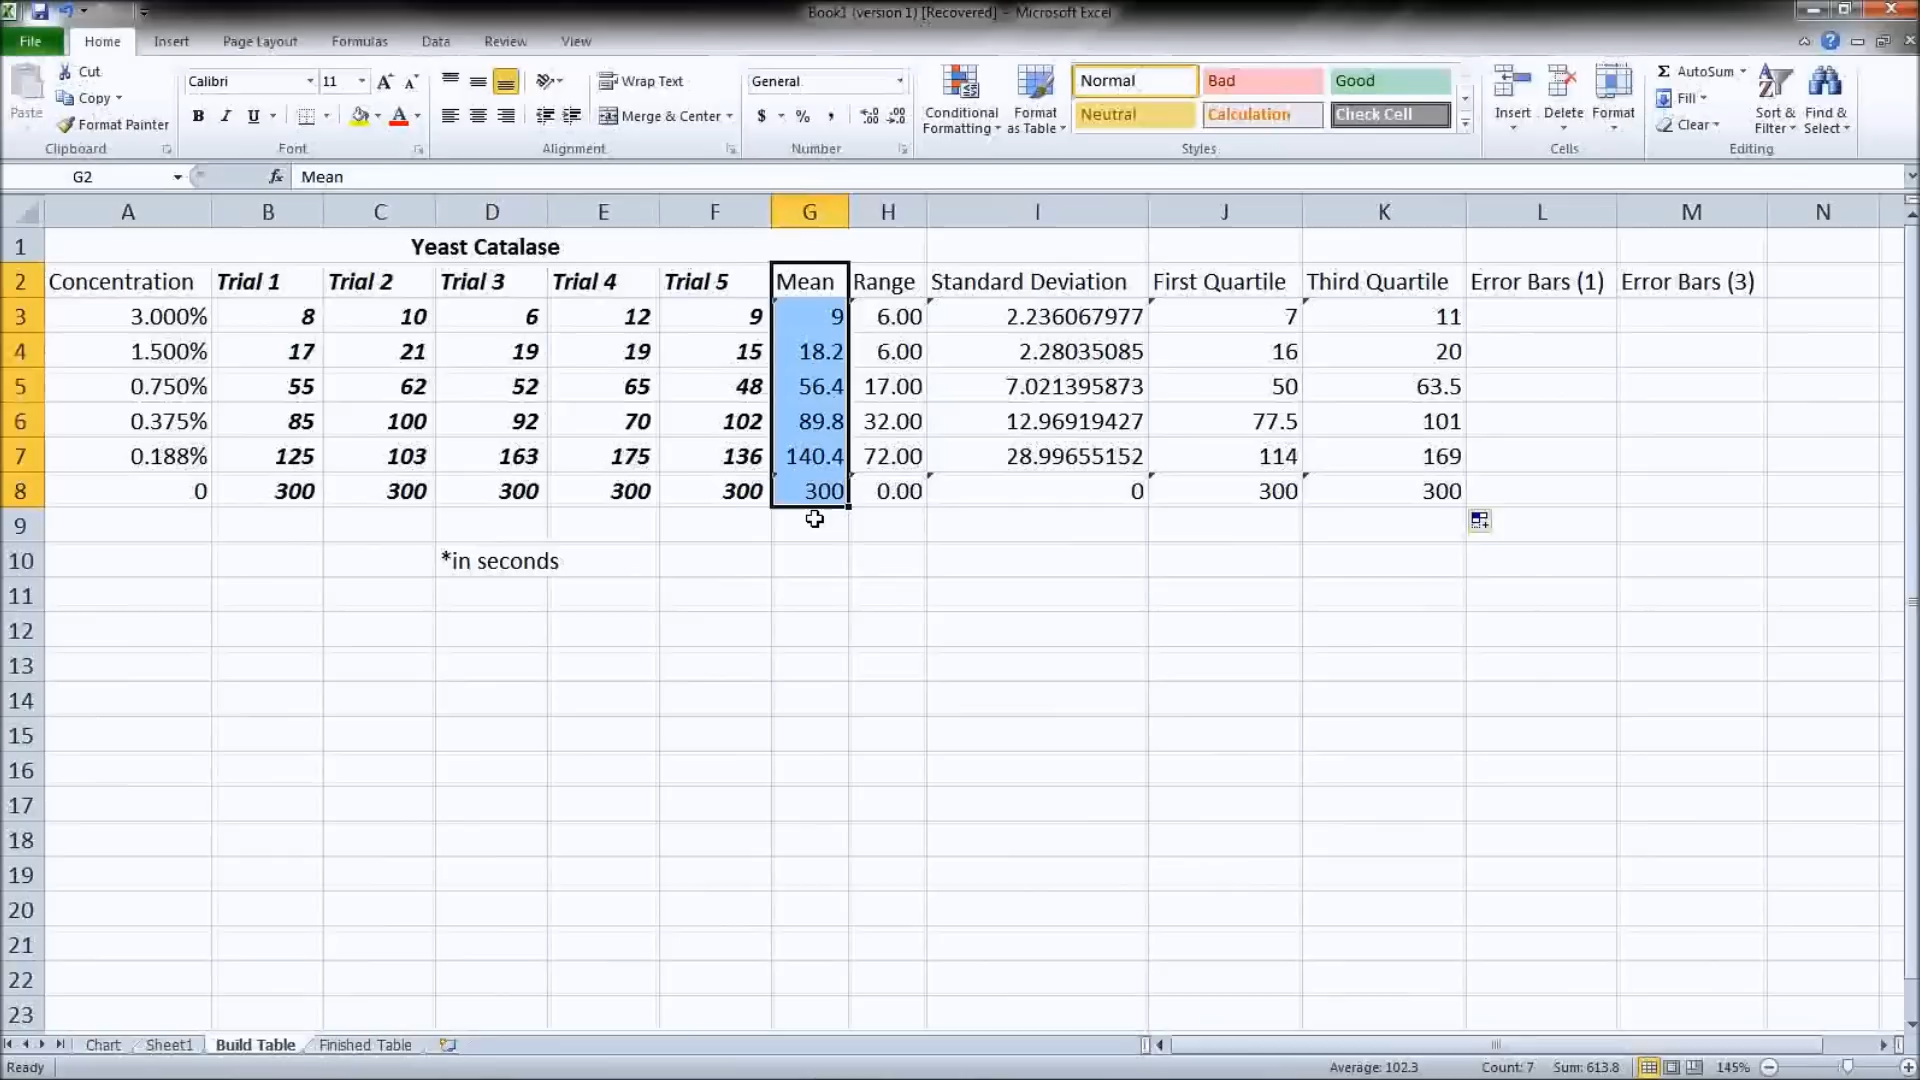 Book1 (version 1) [Recovered] - Microsoft Excel
File Home Insert Page Layout Formulas Data Review View
Paste
Cut
Copy
Format Painter
Clipboard
Calibri 11
B I U
Font
Wrap Text
Merge & Center
Alignment
General
$ % ,
Number
Conditional Formatting
Format as Table
Normal Bad Good
Neutral Calculation Check Cell
Styles
Insert Delete Format
Cells
Σ AutoSum
Fill
Clear
Sort & Filter
Find & Select
Editing
G2 fx Mean
A B C D E F G H I J K L M N
1 Yeast Catalase
2 Concentration Trial 1 Trial 2 Trial 3 Trial 4 Trial 5 Mean Range Standard Deviation First Quartile Third Quartile Error Bars (1) Error Bars (3)
3 3.000% 8 10 6 12 9 9 6.00 2.236067977 7 11
4 1.500% 17 21 19 19 15 18.2 6.00 2.28035085 16 20
5 0.750% 55 62 52 65 48 56.4 17.00 7.021395873 50 63.5
6 0.375% 85 100 92 70 102 89.8 32.00 12.96919427 77.5 101
7 0.188% 125 103 163 175 136 140.4 72.00 28.99655152 114 169
8 0 300 300 300 300 300 300 0.00 0 300 300
9
10 *in seconds
11
12
13
14
15
16
17
18
19
20
21
22
23
Chart Sheet1 Build Table Finished Table
Ready Average: 102.3 Count: 7 Sum: 613.8 145%